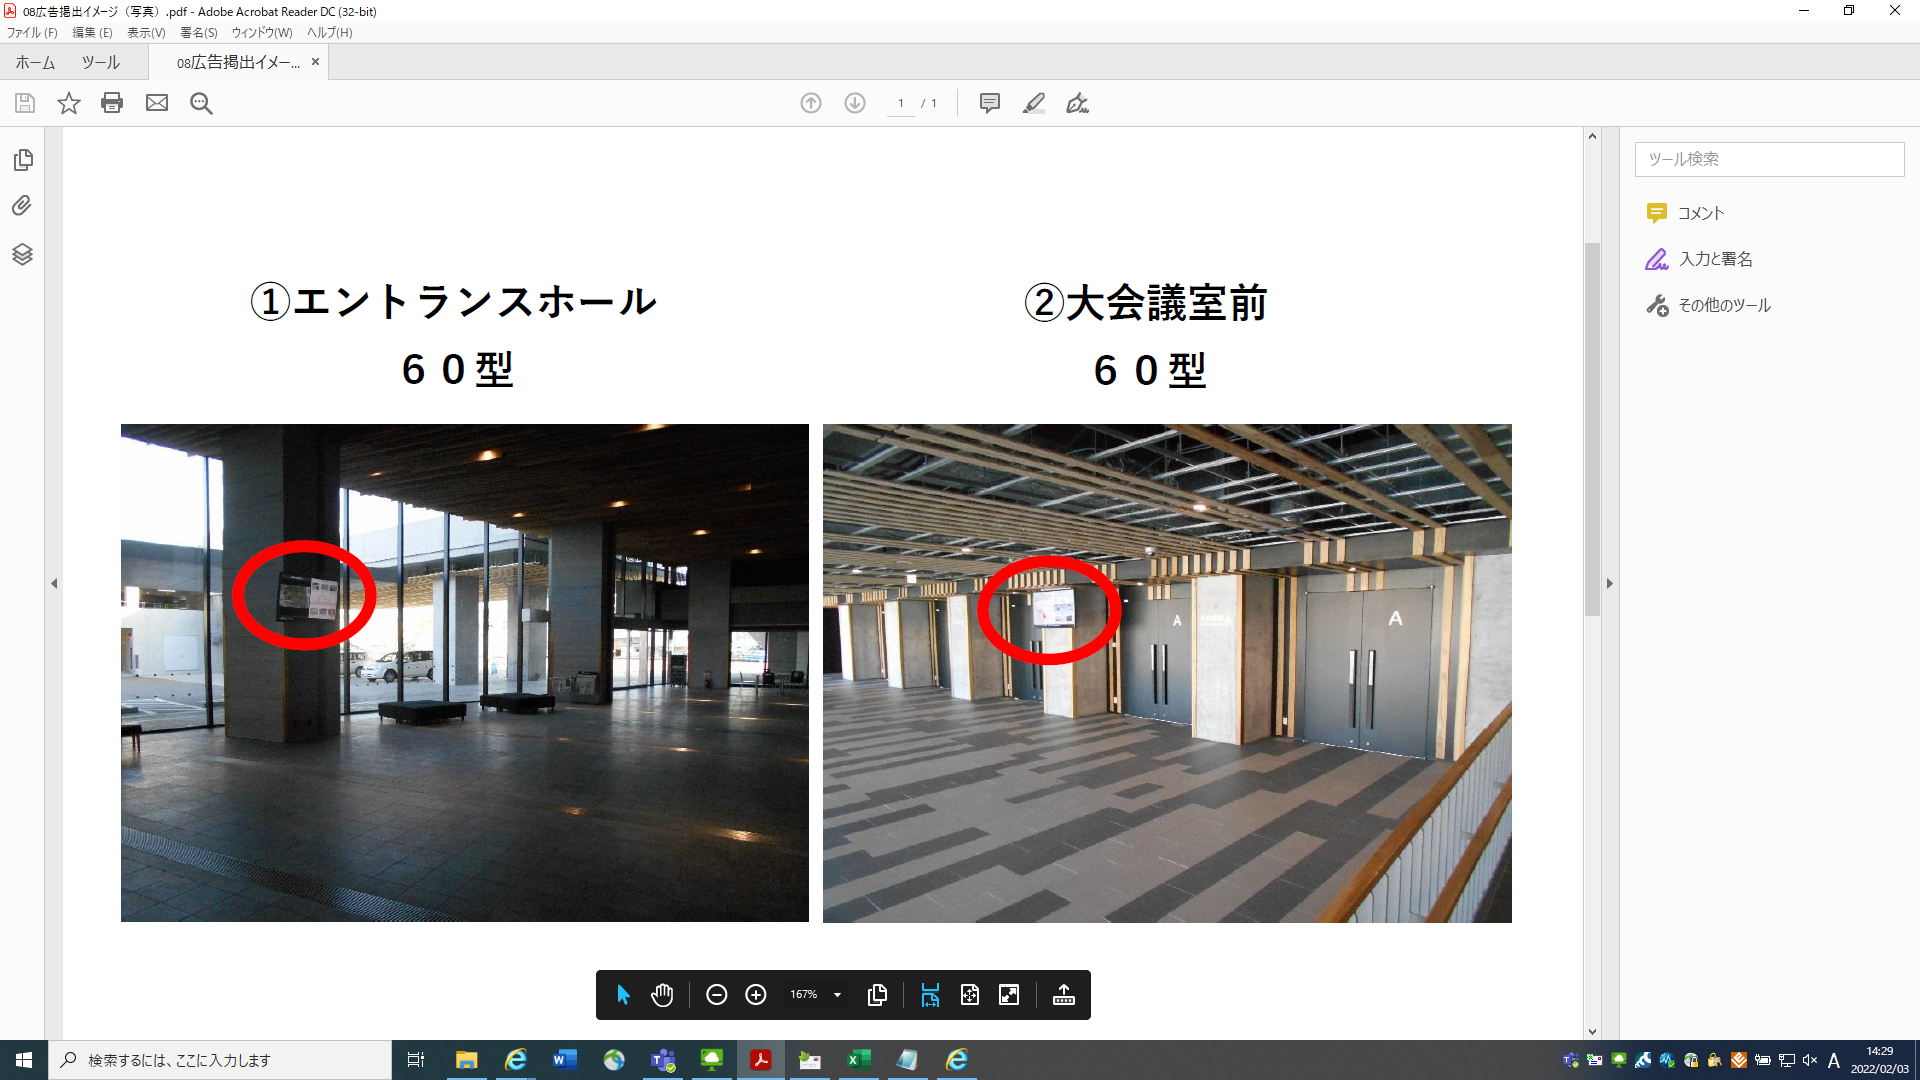 08広告掲出イメージ（写真）.pdf - Adobe Acrobat Reader DC (32-bit)
ファイル(F) 編集(E) 表示(V) 署名(S) ウィンドウ(W) ヘルプ(H)
ホーム ツール 08広告掲出イメー... ×
1 / 1
ツール検索
コメント
入力と署名
その他のツール
①エントランスホール
６０型
②大会議室前
６０型
A
A
167%
検索するには、ここに入力します
A
14:29
2022/02/03